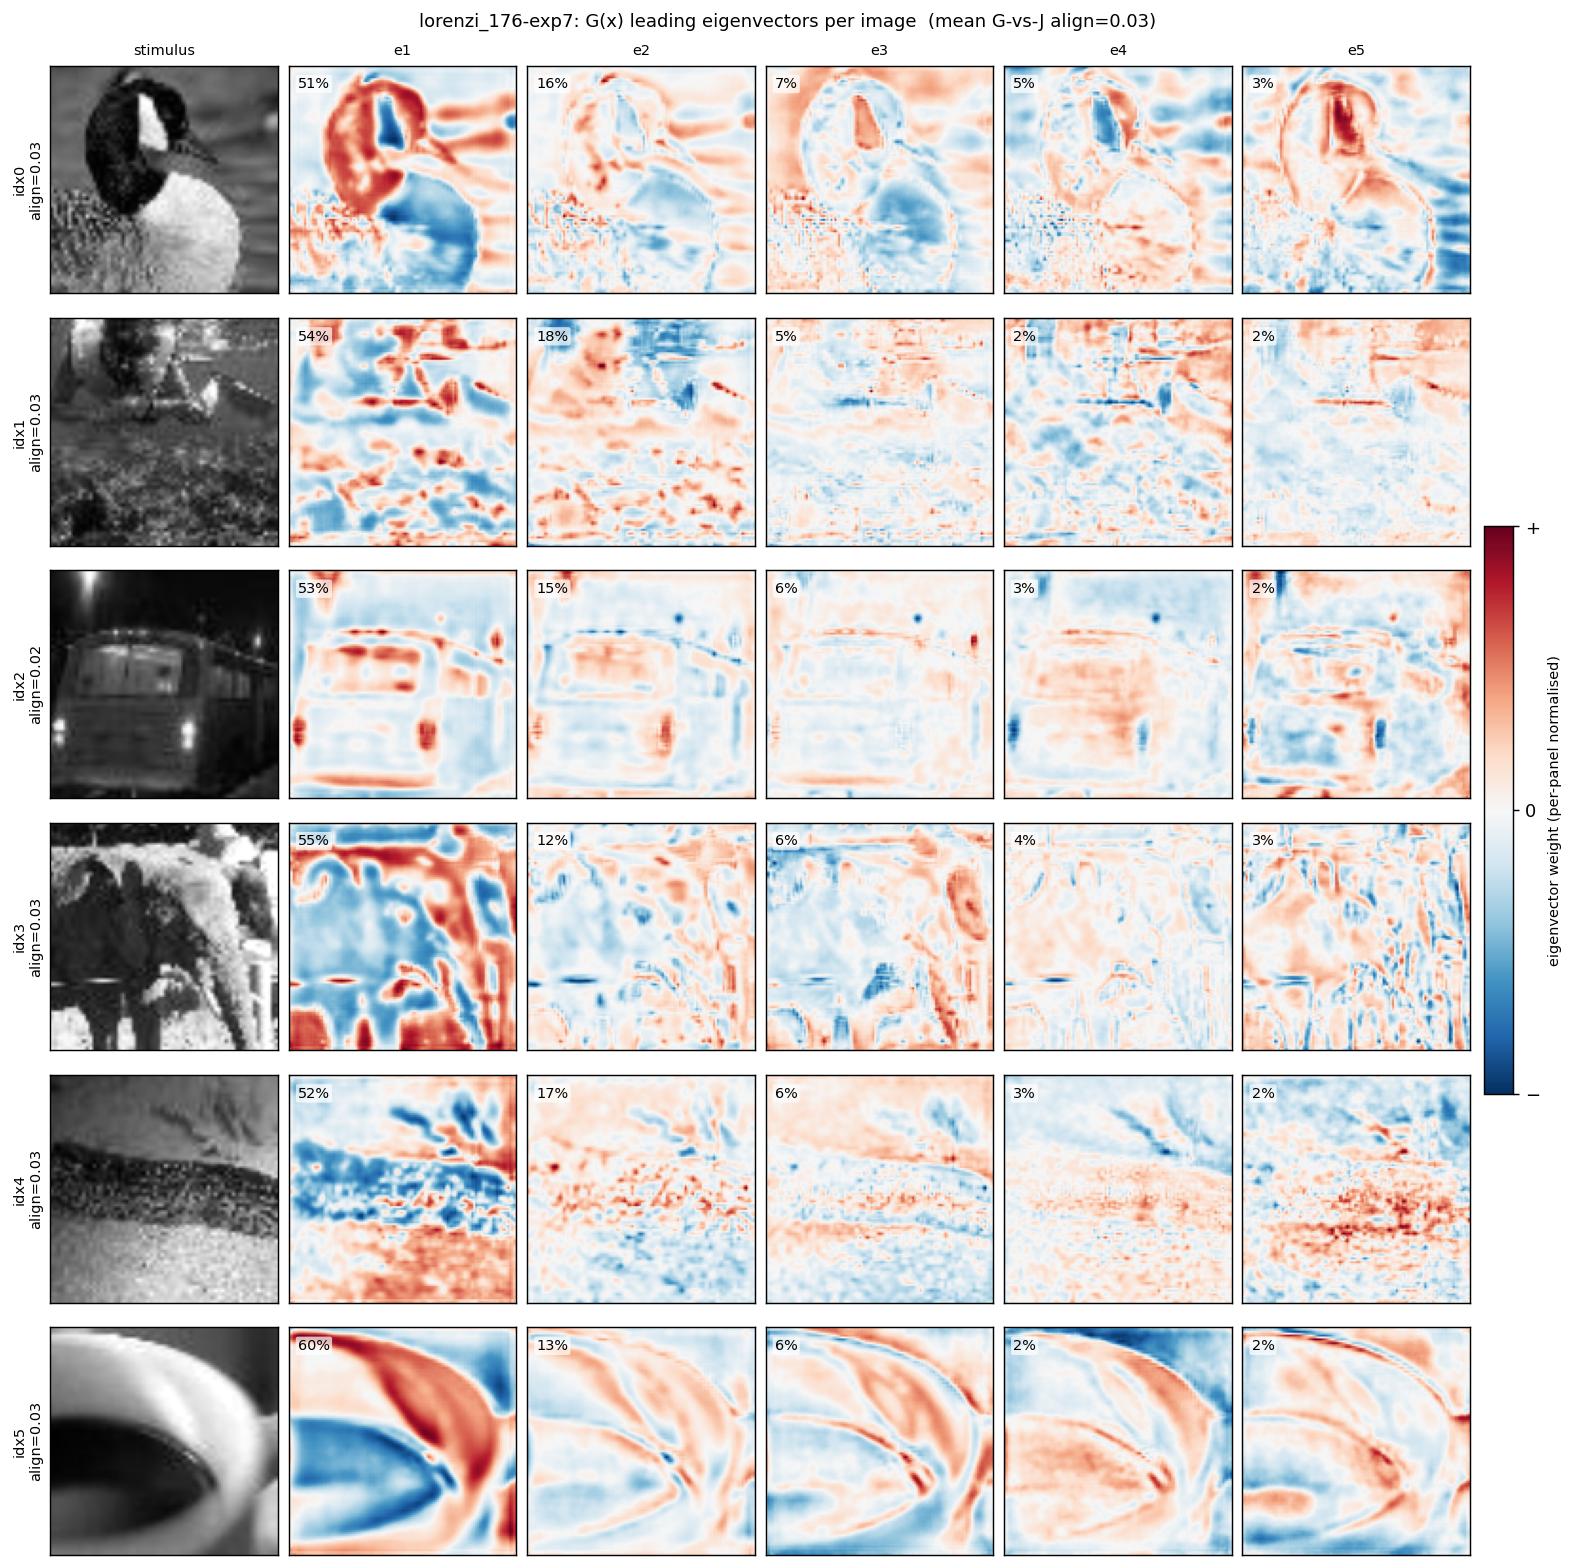 lorenzi_176-exp7: G(x) leading eigenvectors per image  (mean G-vs-J align=0.03)
stimulus e1 e2 e3 e4 e5
idx0
align=0.03
51% 16% 7% 5% 3%
idx1
align=0.03
54% 18% 5% 2% 2%
idx2
align=0.02
53% 15% 6% 3% 2%
idx3
align=0.03
55% 12% 6% 4% 3%
idx4
align=0.03
52% 17% 6% 3% 2%
idx5
align=0.03
60% 13% 6% 2% 2%
+
0
−
eigenvector weight (per-panel normalised)